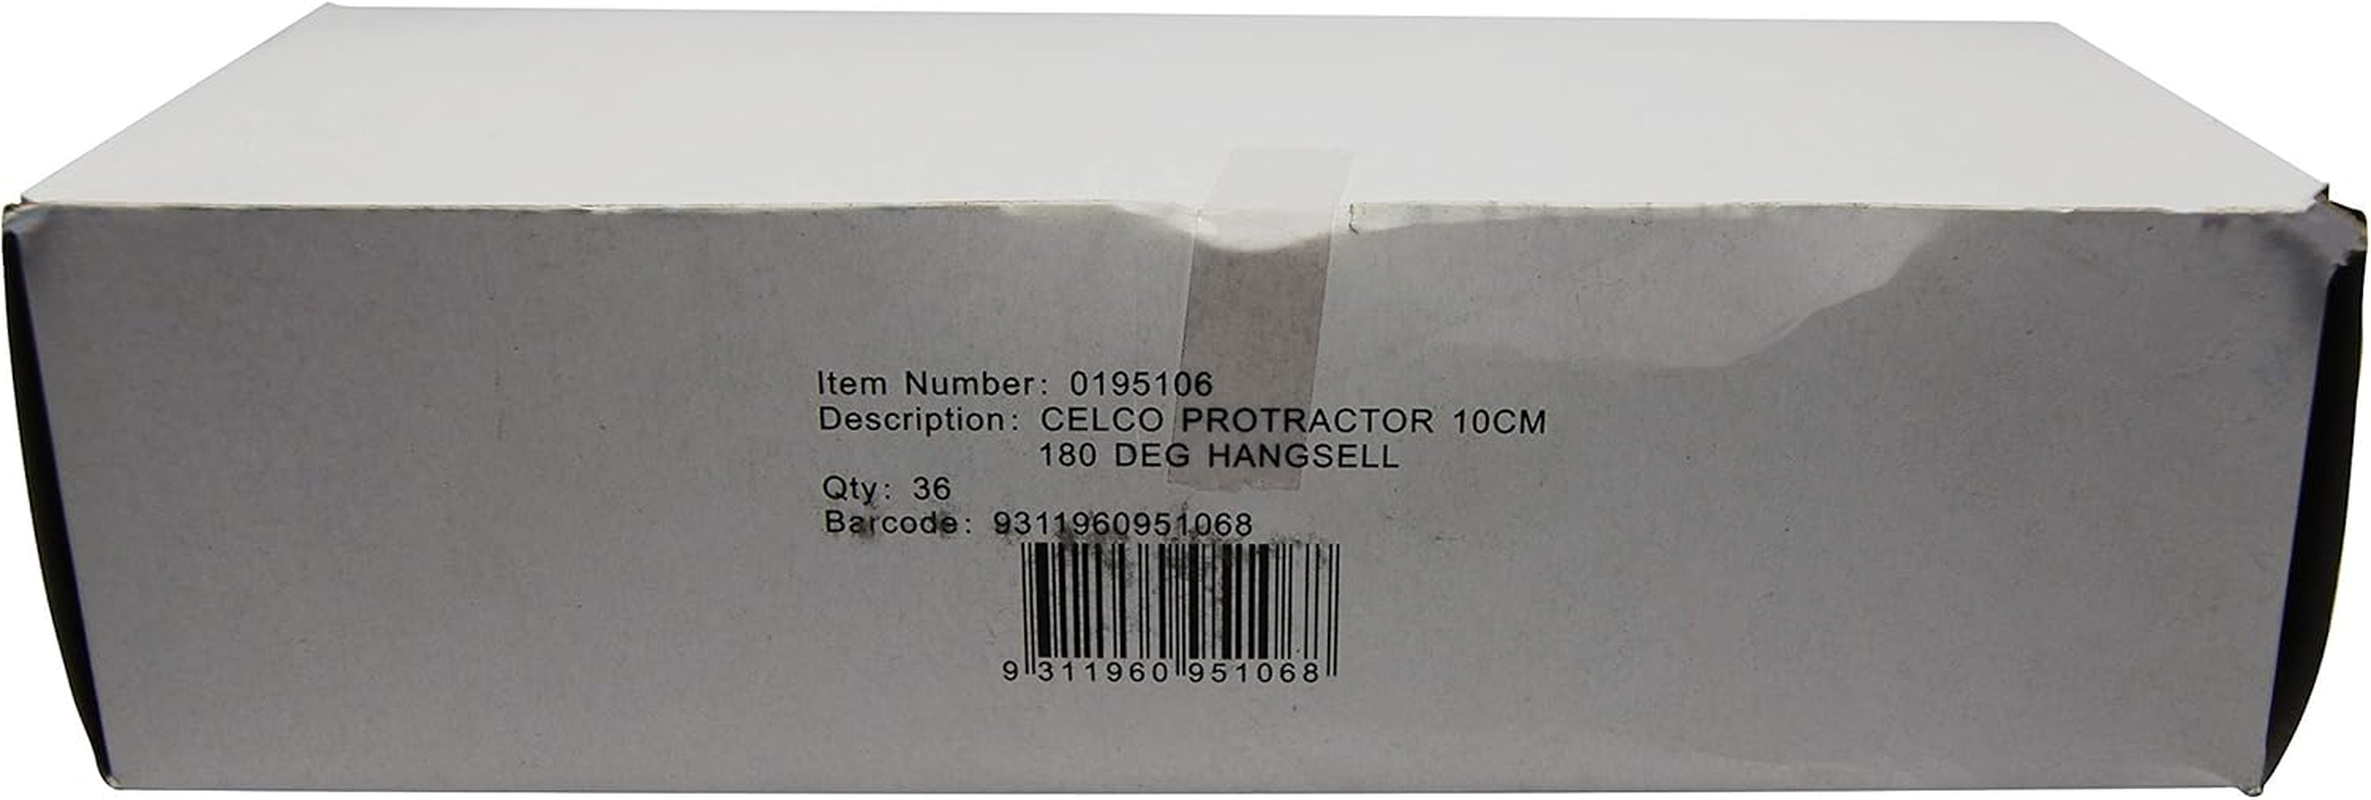 Item Number: 0195106
Description: CELCO PROTRACTOR 10CM
180 DEG HANGSELL
Qty: 36
Barcode: 9311960951068
9 311960 951068